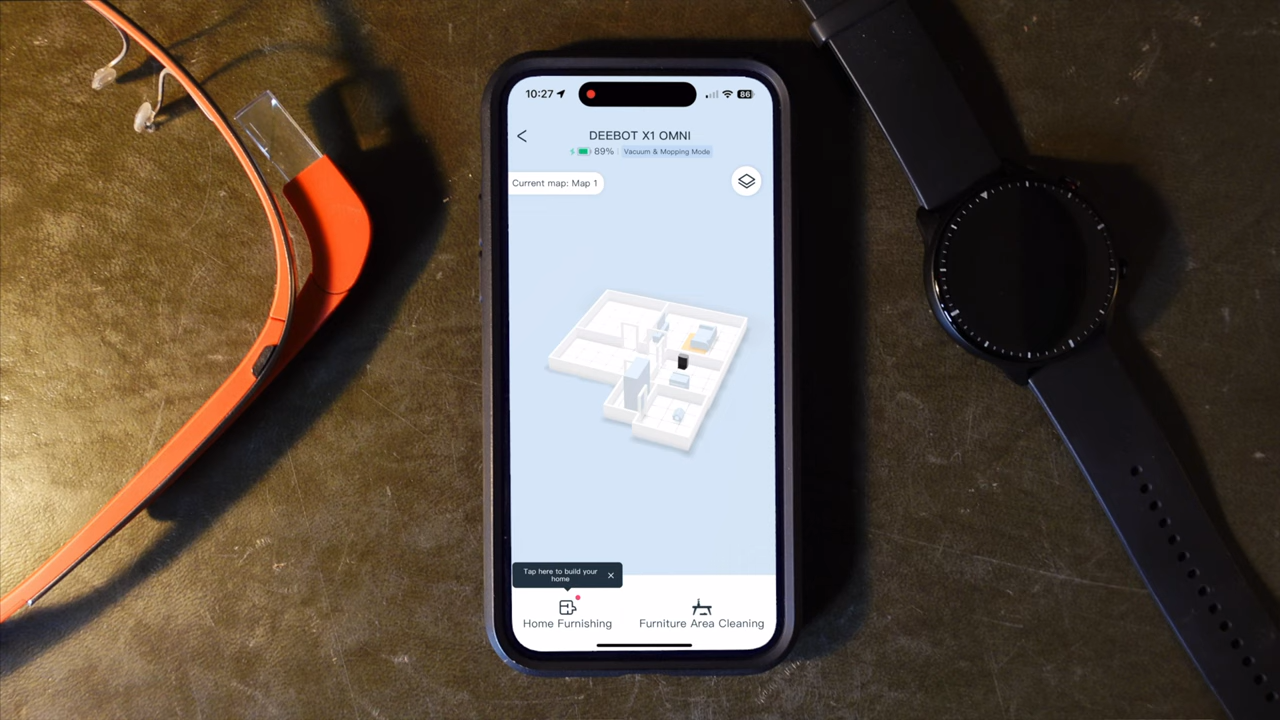 10:27
86
DEEBOT X1 OMNI
89%
Vacuum & Mopping Mode
Current map: Map 1
Tap here to build your
home
Home Furnishing
Furniture Area Cleaning